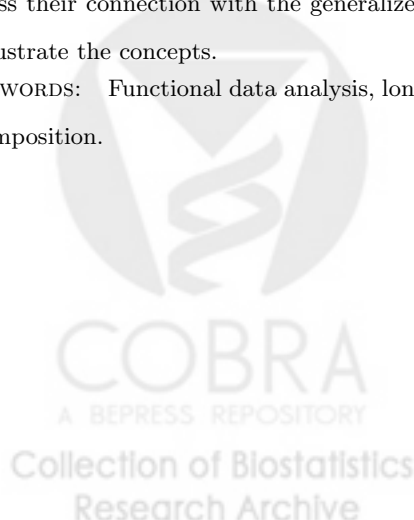 ss their connection with the generalize
ustrate the concepts.
WORDS: Functional data analysis, lon
mposition.
COBRA
A BEPRESS REPOSITORY
Collection of Biostatistics
Research Archive